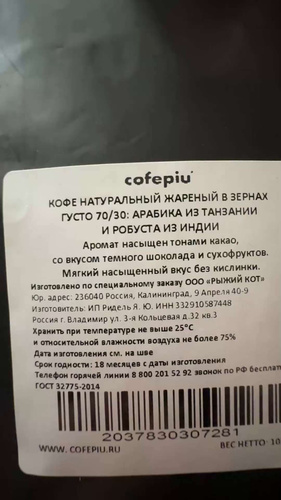 cofepiu
КОФЕ НАТУРАЛЬНЫЙ ЖАРЕНЫЙ В ЗЕРНАХ
ГУСТО 70/30: АРАБИКА ИЗ ТАНЗАНИИ
И РОБУСТА ИЗ ИНДИИ
Аромат насыщен тонами какао,
со вкусом темного шоколада и сухофруктов.
Мягкий насыщенный вкус без кислинки.
Изготовлено по специальному заказу ООО «РЫЖИЙ КОТ»
Юр. адрес: 236040 Россия, Калининград, 9 Апреля 40-9
Изготовитель: ИП Ридель Я. Ю. ИНН 332910587448
Россия г. Владимир ул. 3-я Кольцевая д.32 кв.3
Хранить при температуре не выше 25°С
и относительной влажности воздуха не более 75%
Дата изготовления см. на шве
Срок годности: 18 месяцев с даты изготовления
Телефон горячей линии 8 800 201 52 92 звонок по РФ
ГОСТ 32775-2014
2037830307281
WWW.COFEPIU.RU
ВЕС НЕТТО: